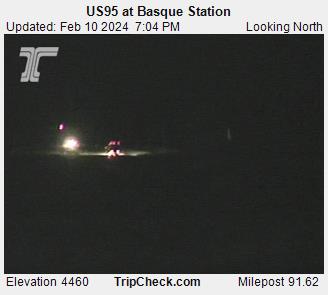 US95 at Basque Station
Updated: Feb 10 2024  7:04 PM  Looking North
Elevation 4460  TripCheck.com  Milepost 91.62